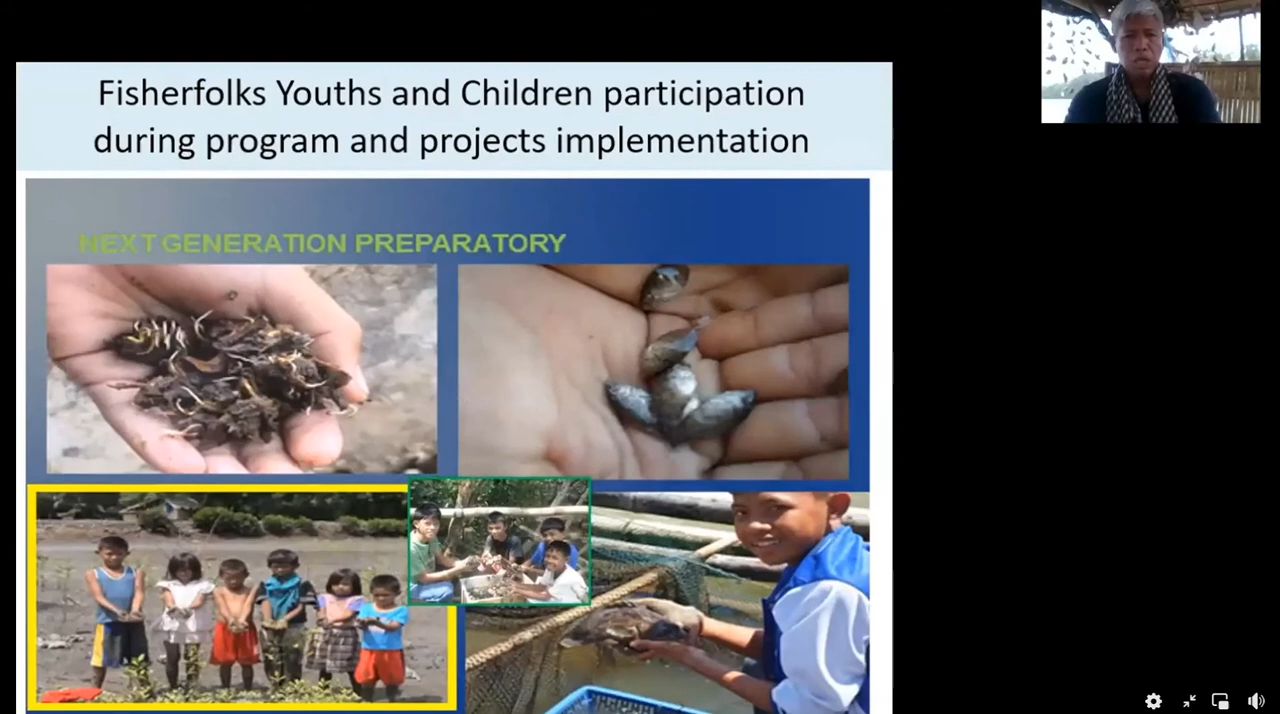 Fisherfolks Youths and Children participation
during program and projects implementation
NEXT GENERATION PREPARATORY